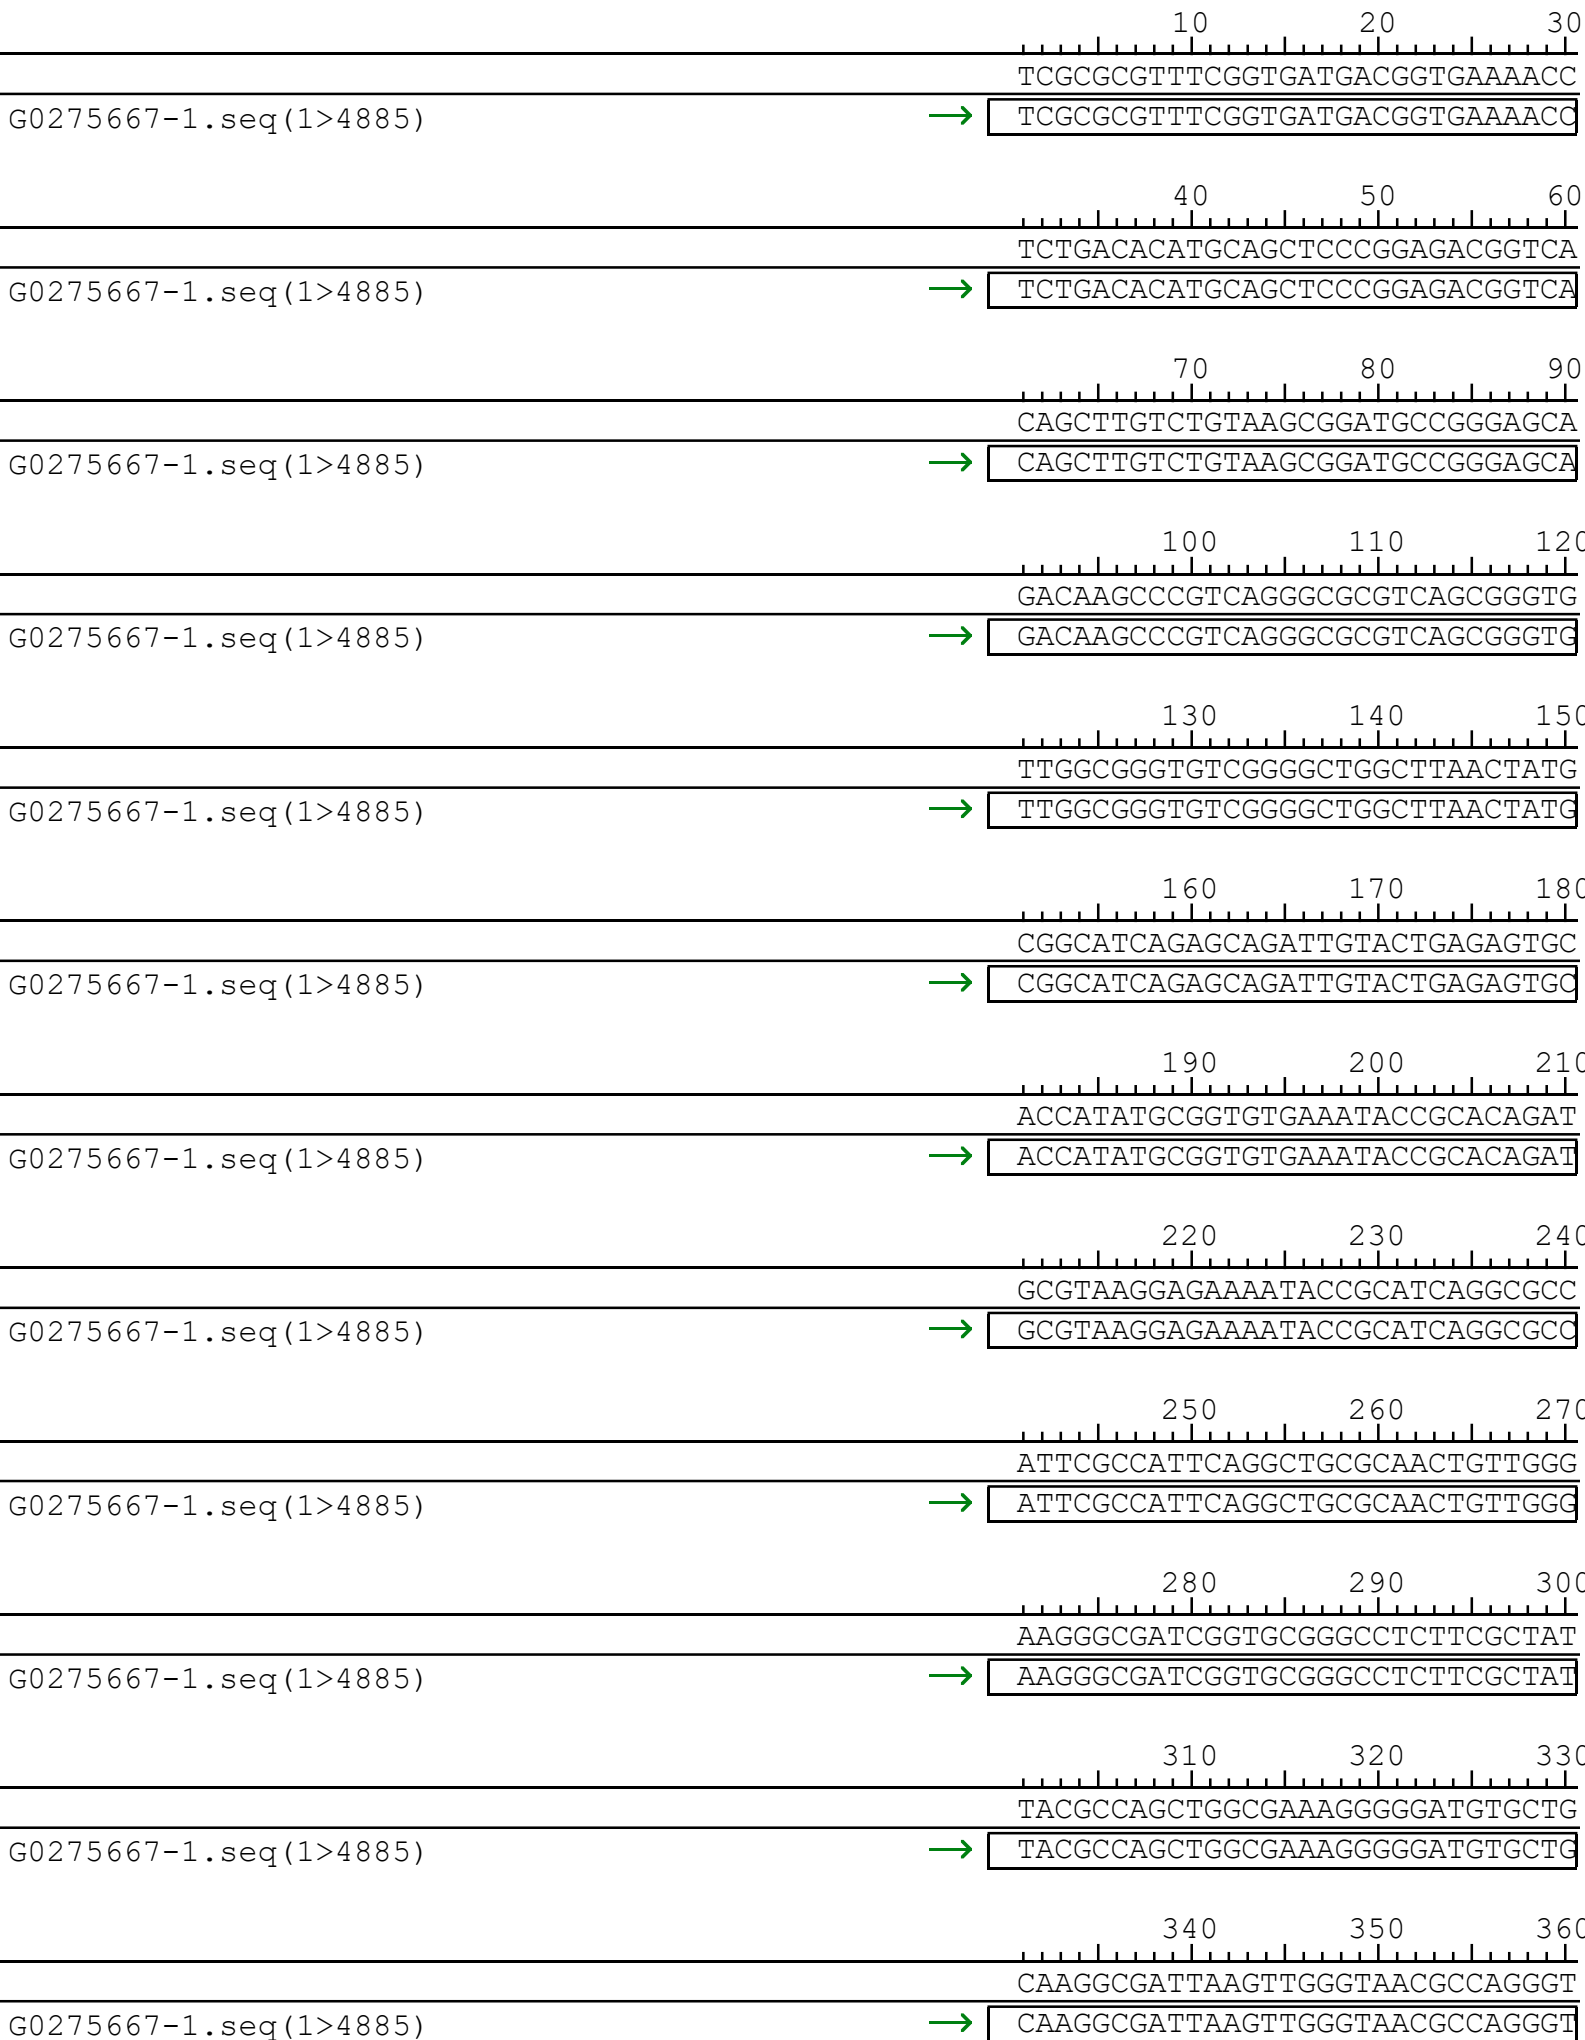 10 20 30
TCGCGCGTTTCGGTGATGACGGTGAAAACC
G0275667-1.seq(1>4885) → TCGCGCGTTTCGGTGATGACGGTGAAAACC
40 50 60
TCTGACACATGCAGCTCCCGGAGACGGTCA
G0275667-1.seq(1>4885) → TCTGACACATGCAGCTCCCGGAGACGGTCA
70 80 90
CAGCTTGTCTGTAAGCGGATGCCGGGAGCA
G0275667-1.seq(1>4885) → CAGCTTGTCTGTAAGCGGATGCCGGGAGCA
100 110 120
GACAAGCCCGTCAGGGCGCGTCAGCGGGTG
G0275667-1.seq(1>4885) → GACAAGCCCGTCAGGGCGCGTCAGCGGGTG
130 140 150
TTGGCGGGTGTCGGGGCTGGCTTAACTATG
G0275667-1.seq(1>4885) → TTGGCGGGTGTCGGGGCTGGCTTAACTATG
160 170 180
CGGCATCAGAGCAGATTGTACTGAGAGTGC
G0275667-1.seq(1>4885) → CGGCATCAGAGCAGATTGTACTGAGAGTGC
190 200 210
ACCATATGCGGTGTGAAATACCGCACAGAT
G0275667-1.seq(1>4885) → ACCATATGCGGTGTGAAATACCGCACAGAT
220 230 240
GCGTAAGGAGAAAATACCGCATCAGGCGCC
G0275667-1.seq(1>4885) → GCGTAAGGAGAAAATACCGCATCAGGCGCC
250 260 270
ATTCGCCATTCAGGCTGCGCAACTGTTGGG
G0275667-1.seq(1>4885) → ATTCGCCATTCAGGCTGCGCAACTGTTGGG
280 290 300
AAGGGCGATCGGTGCGGGCCTCTTCGCTAT
G0275667-1.seq(1>4885) → AAGGGCGATCGGTGCGGGCCTCTTCGCTAT
310 320 330
TACGCCAGCTGGCGAAAGGGGGATGTGCTG
G0275667-1.seq(1>4885) → TACGCCAGCTGGCGAAAGGGGGATGTGCTG
340 350 360
CAAGGCGATTAAGTTGGGTAACGCCAGGGT
G0275667-1.seq(1>4885) → CAAGGCGATTAAGTTGGGTAACGCCAGGGT